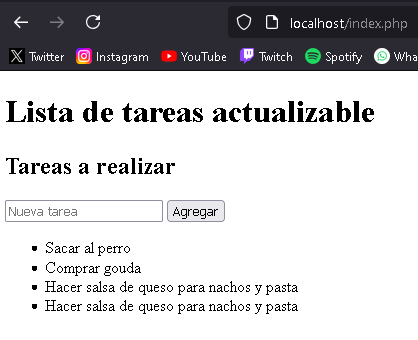 localhost/index.php
Twitter Instagram YouTube Twitch Spotify Wha
Lista de tareas actualizable
Tareas a realizar
Nueva tarea Agregar
Sacar al perro
Comprar gouda
Hacer salsa de queso para nachos y pasta
Hacer salsa de queso para nachos y pasta